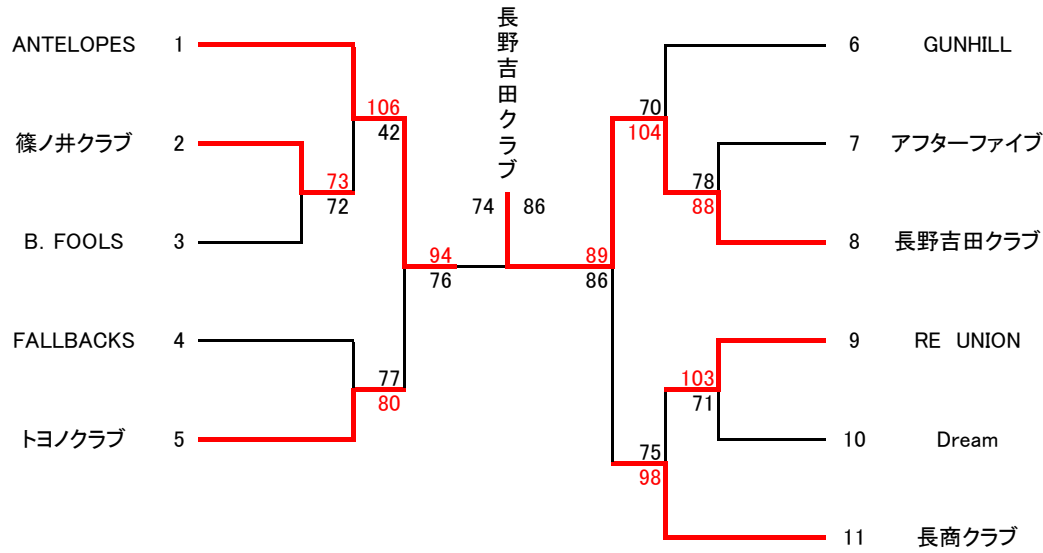 長野吉田クラブ
ANTELOPES 1
6 GUNHILL
106
42
70
104
篠ノ井クラブ 2
7 アフターファイブ
73
72
78
88
74 86
B. FOOLS 3
8 長野吉田クラブ
94
76
89
86
FALLBACKS 4
9 RE UNION
77
80
103
71
トヨノクラブ 5
10 Dream
75
98
11 長商クラブ